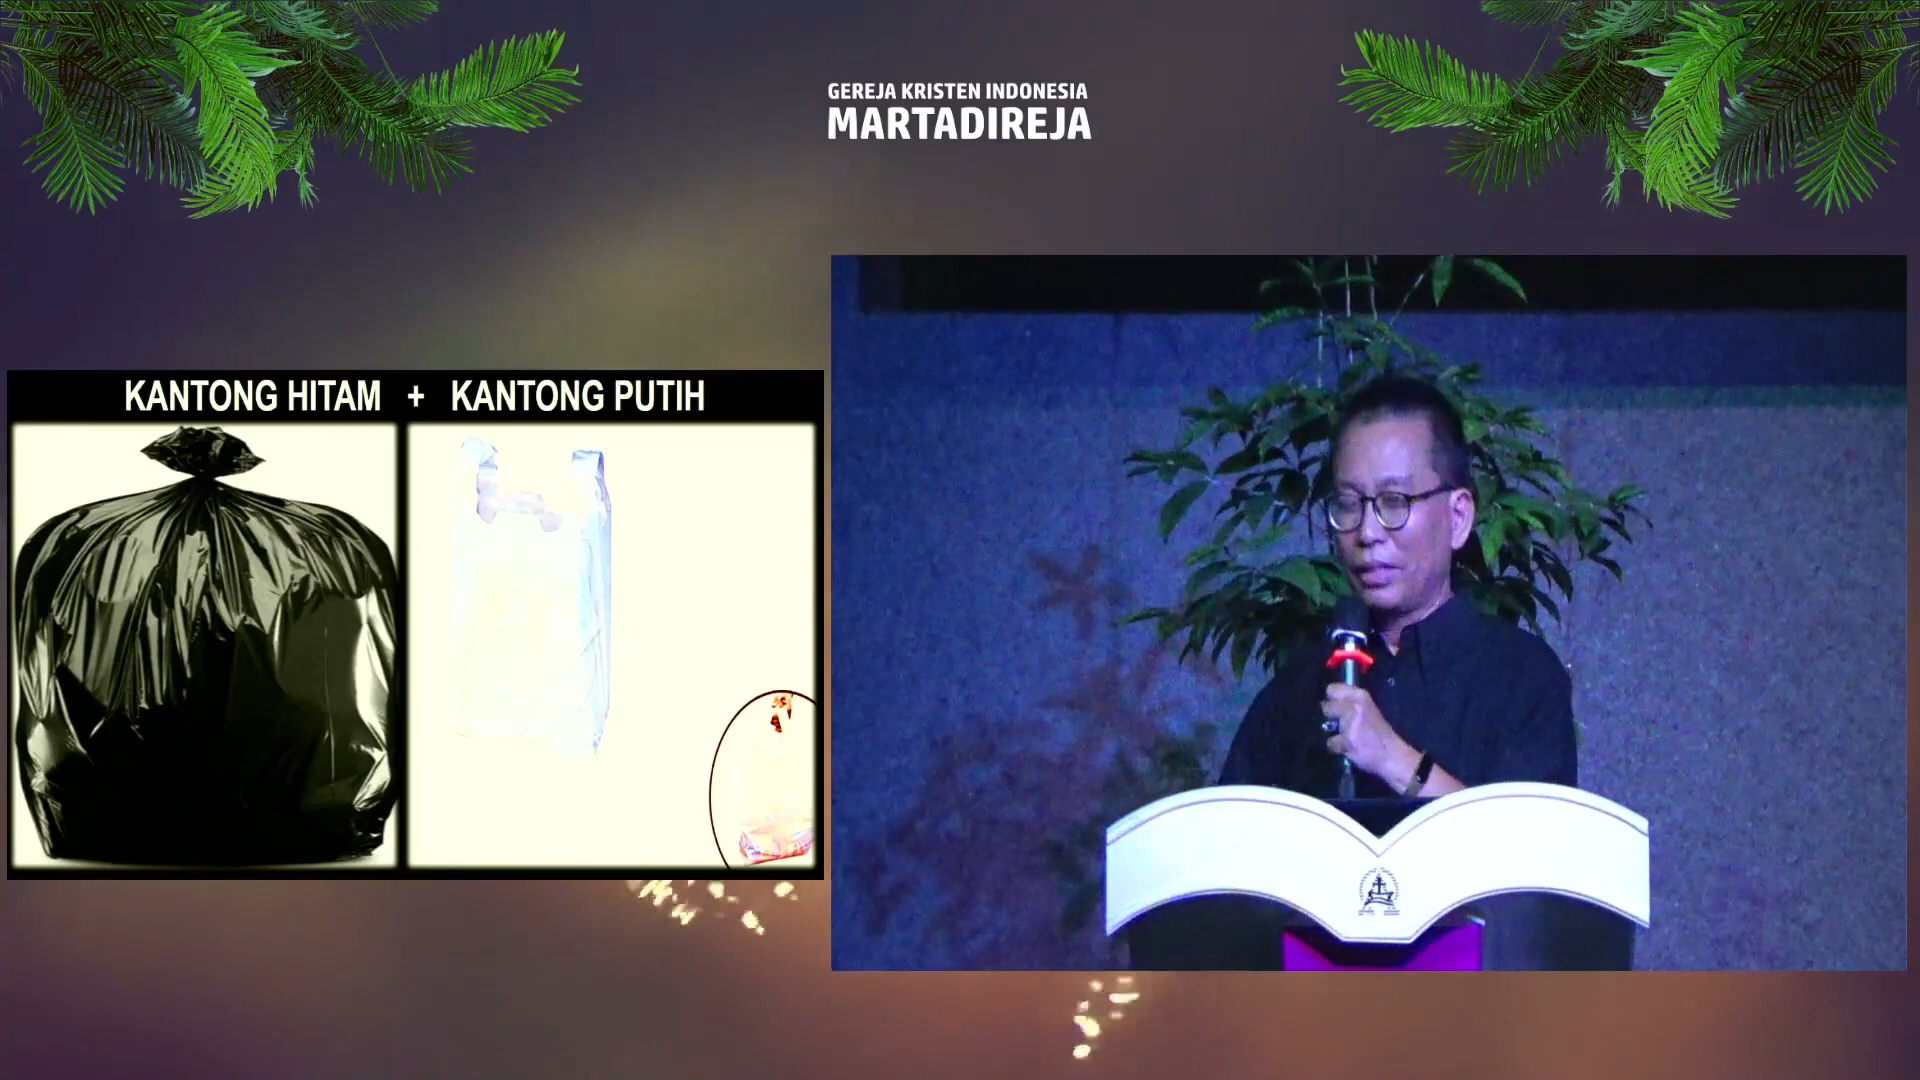 GEREJA KRISTEN INDONESIA
MARTADIREJA
KANTONG HITAM + KANTONG PUTIH